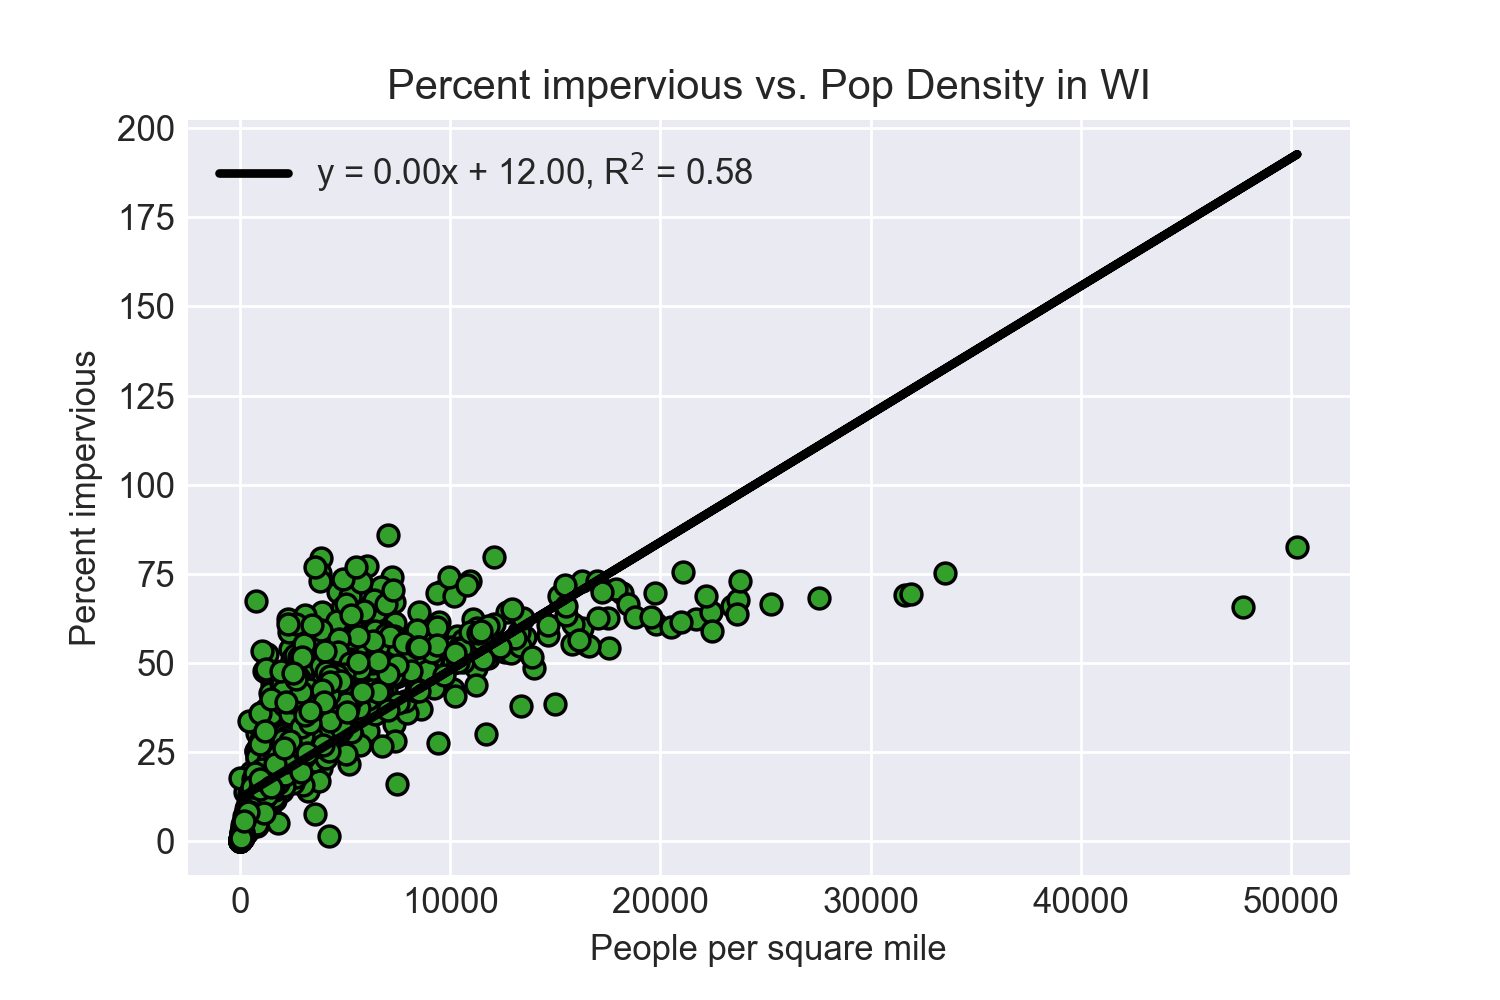 Percent impervious vs. Pop Density in WI
y = 0.00x + 12.00, R² = 0.58
200
175
150
125
100
75
50
25
0
Percent impervious
0 10000 20000 30000 40000 50000
People per square mile